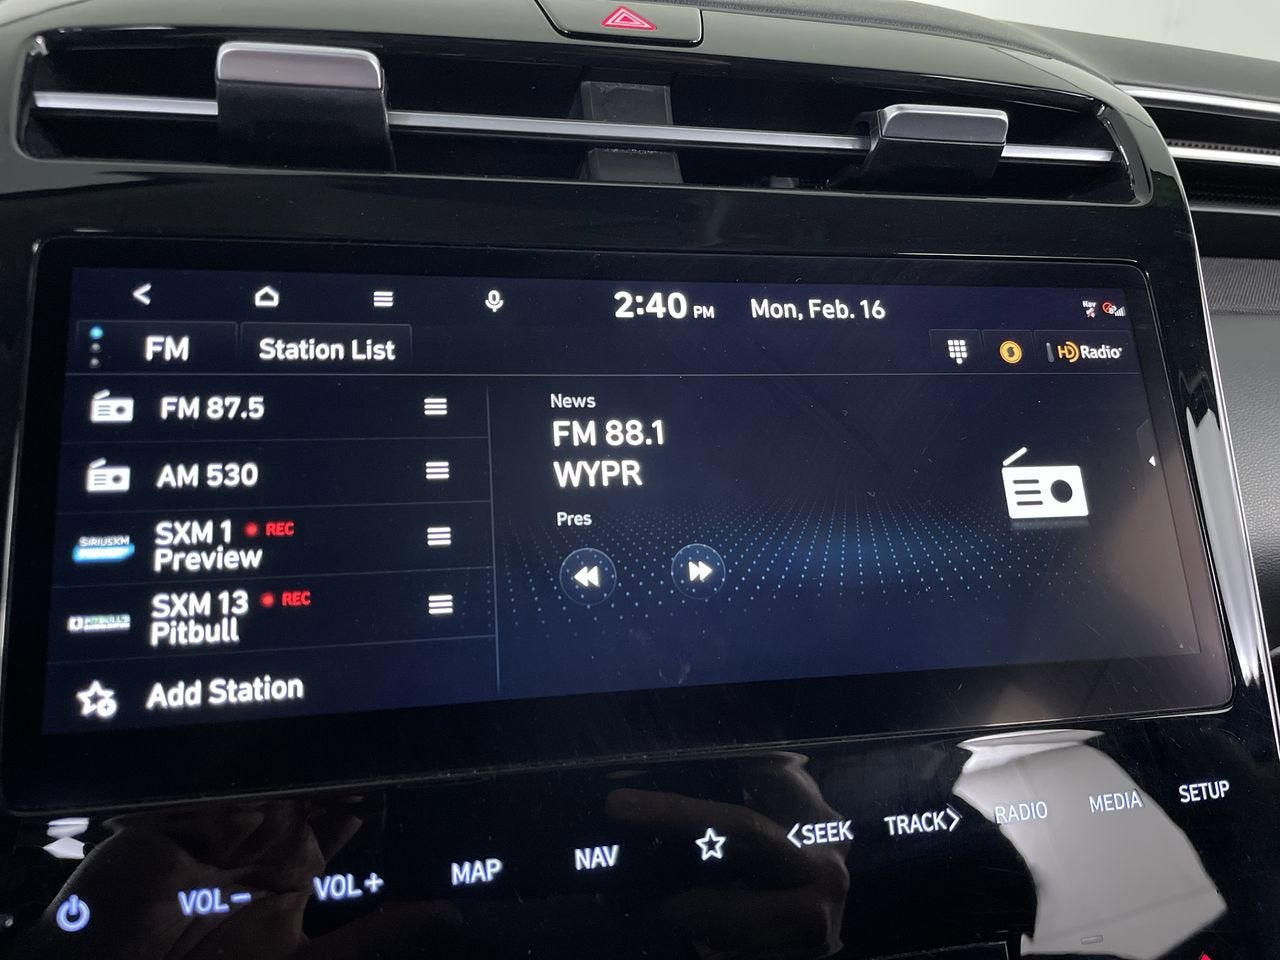 2:40 PM Mon, Feb. 16
FM Station List HD Radio
FM 87.5
AM 530
SIRIUSXM
SXM 1 REC
Preview
SXM 13 REC
Pitbull
Add Station
News
FM 88.1
WYPR
Pres
VOL− VOL+ MAP NAV <SEEK TRACK> RADIO MEDIA SETUP